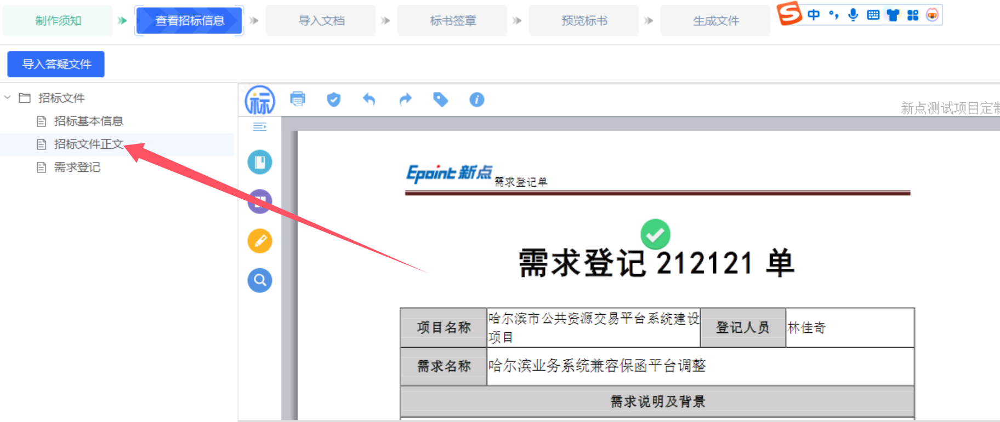 制作须知
查看招标信息
导入文档
标书签章
预览标书
生成文件
中
导入答疑文件
招标文件
招标基本信息
招标文件正文
需求登记
标
新点测试项目定制
Epoint 新点 需求登记单
需求登记 212121 单
项目名称
哈尔滨市公共资源交易平台系统建设
项目
登记人员
林佳奇
需求名称
哈尔滨业务系统兼容保函平台调整
需求说明及背景